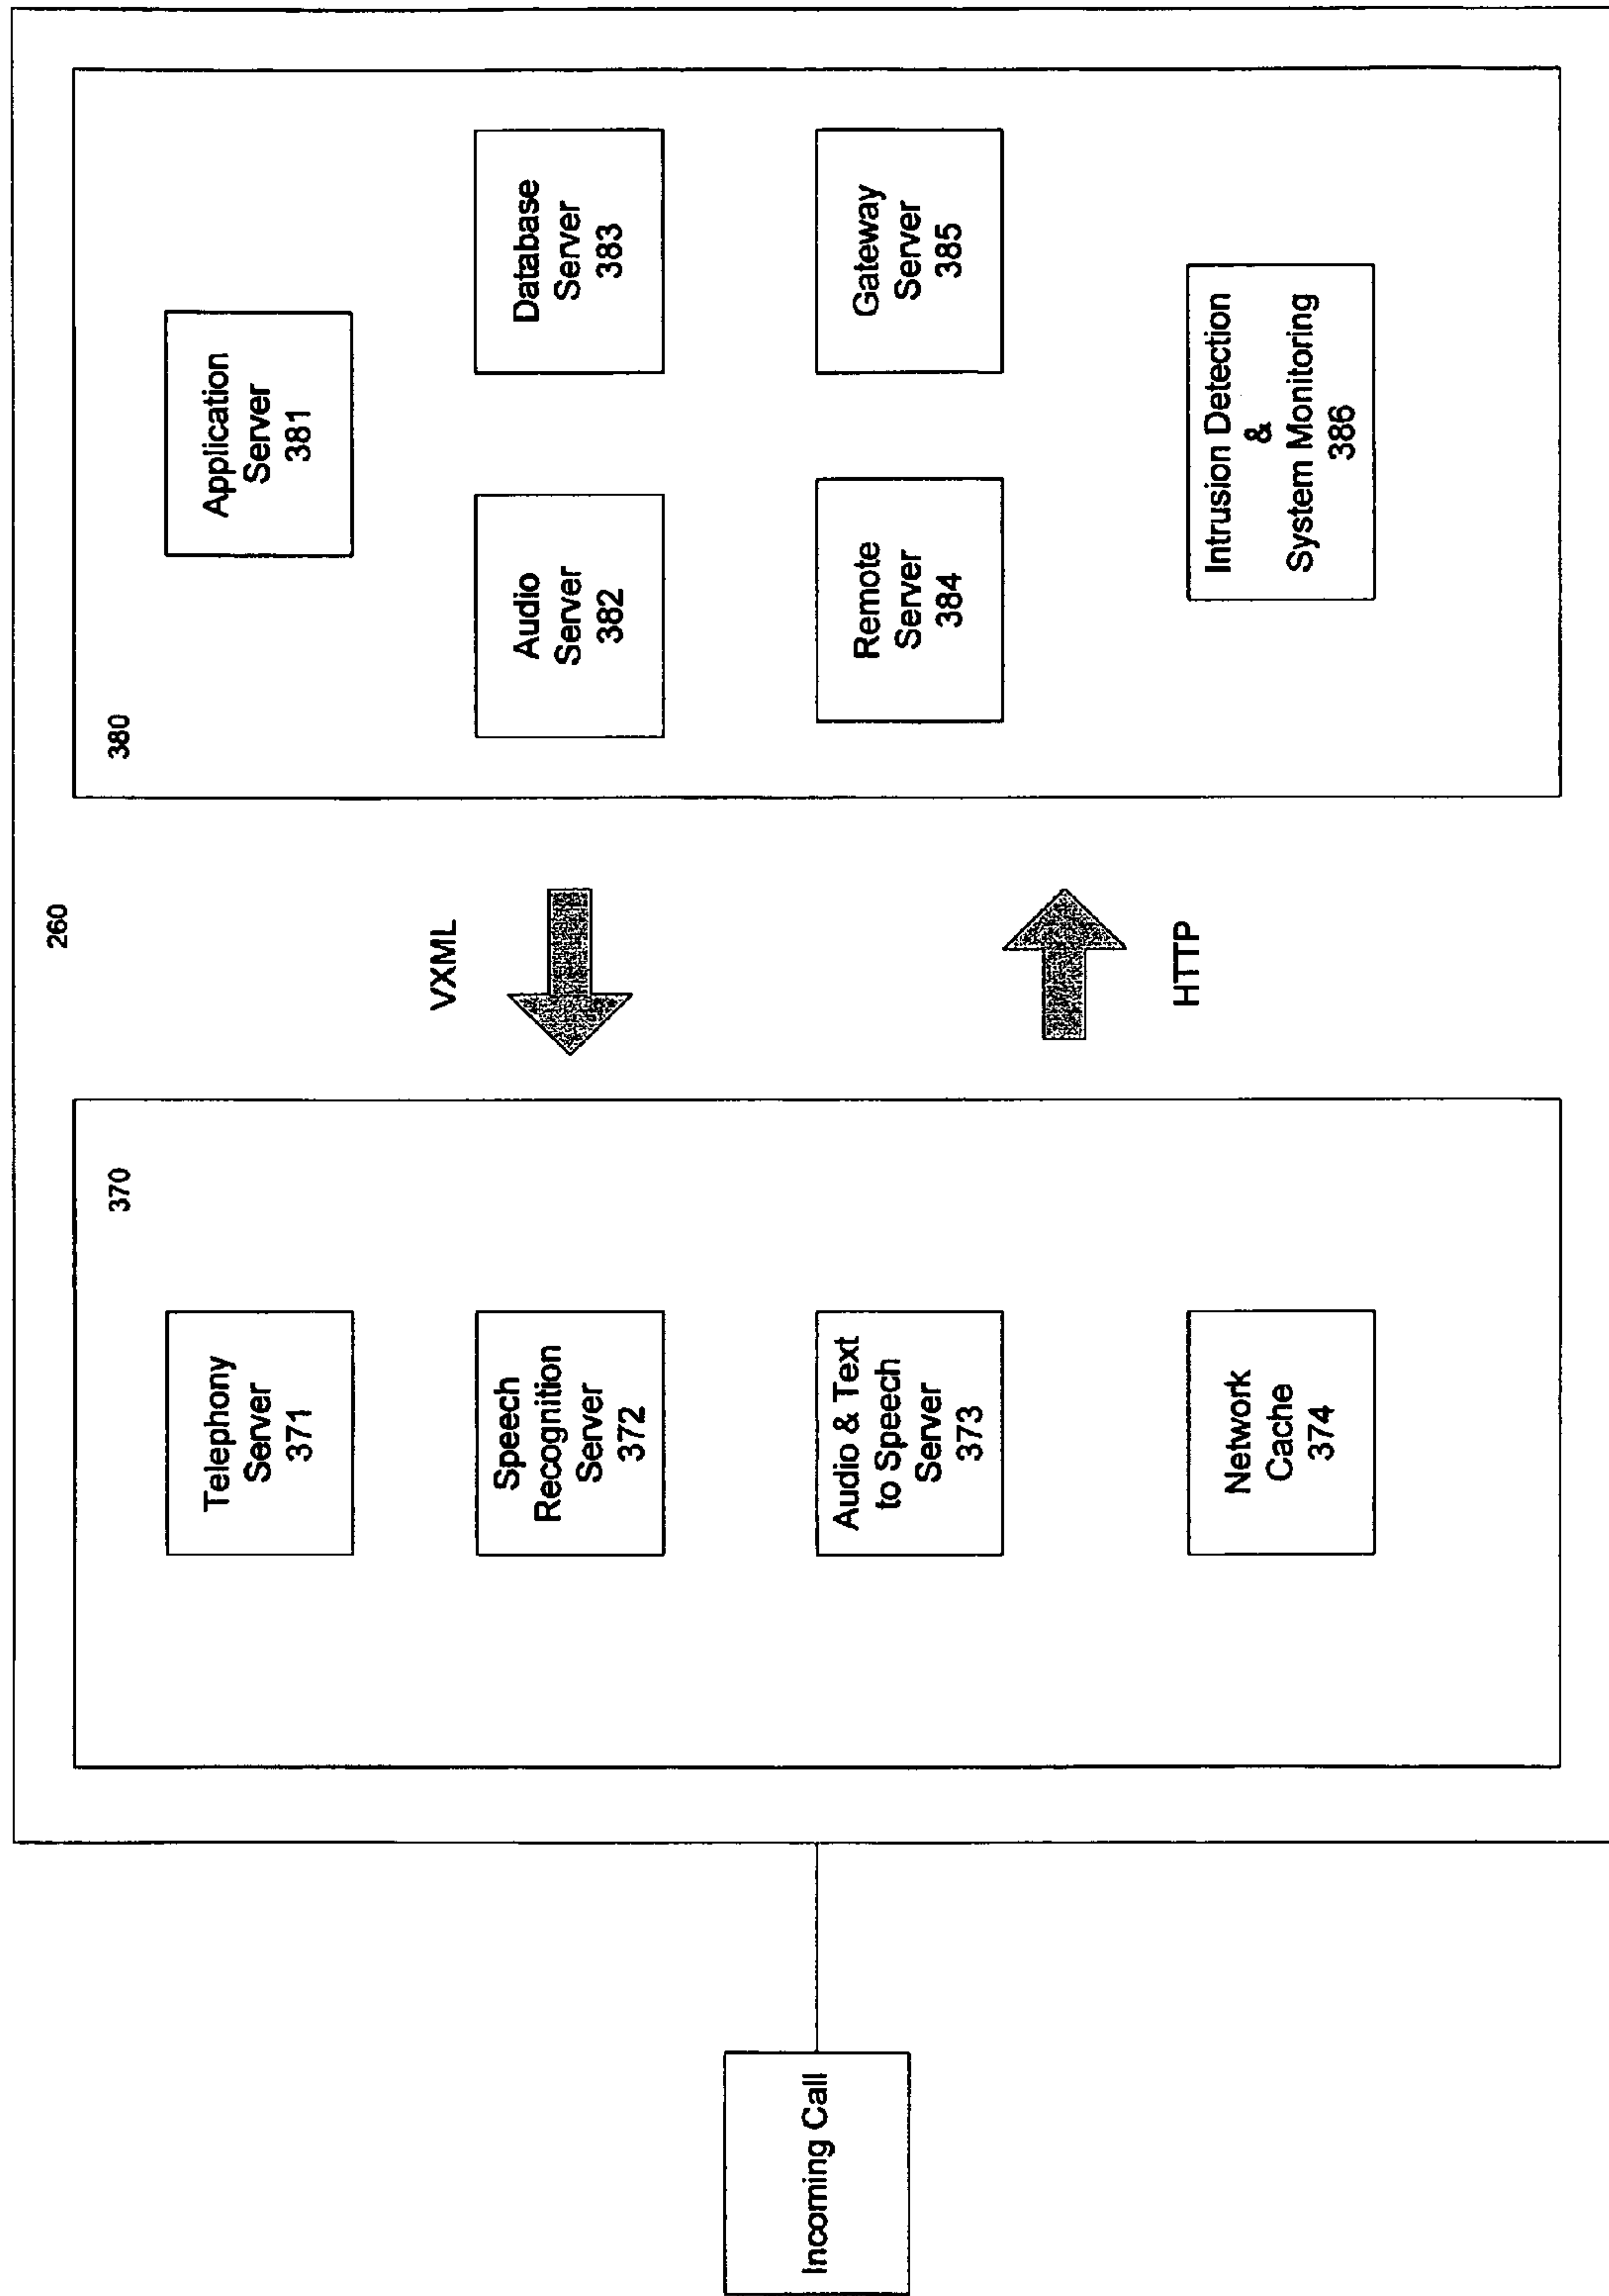 260
Incoming Call
370
Telephony
Server
371
Speech
Recognition
Server
372
Audio & Text
to Speech
Server
373
Network
Cache
374
VXML
HTTP
380
Application
Server
381
Audio
Server
382
Database
Server
383
Remote
Server
384
Gateway
Server
385
Intrusion Detection
&
System Monitoring
386